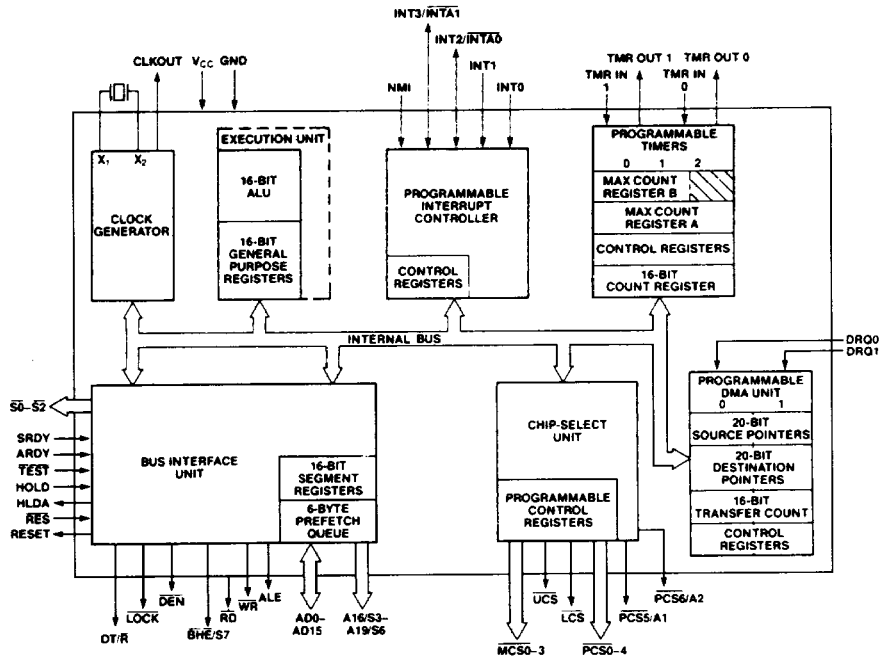 INT3/INTA1
INT2/INTA0
CLKOUT VCC GND
INT1
NMI
INT0
TMR OUT 1 TMR OUT 0
TMR IN 1
TMR IN 0
X1 X2
CLOCK
GENERATOR
EXECUTION UNIT
16-BIT
ALU
16-BIT
GENERAL
PURPOSE
REGISTERS
PROGRAMMABLE
INTERRUPT
CONTROLLER
CONTROL
REGISTERS
PROGRAMMABLE
TIMERS
0 1 2
MAX COUNT
REGISTER B
MAX COUNT
REGISTER A
CONTROL REGISTERS
16-BIT
COUNT REGISTER
INTERNAL BUS
DRQ0
DRQ1
S0-S2
SRDY
ARDY
TEST
HOLD
HLDA
RES
RESET
BUS INTERFACE
UNIT
16-BIT
SEGMENT
REGISTERS
6-BYTE
PREFETCH
QUEUE
CHIP-SELECT
UNIT
PROGRAMMABLE
CONTROL
REGISTERS
PROGRAMMABLE
DMA UNIT
0 1
20-BIT
SOURCE POINTERS
20-BIT
DESTINATION
POINTERS
16-BIT
TRANSFER COUNT
CONTROL
REGISTERS
DT/R
LOCK
DEN
BHE/S7
RD
WR
ALE
AD0-
AD15
A16/S3-
A19/S6
MCS0-3
UCS
LCS
PCS0-4
PCS5/A1
PCS6/A2